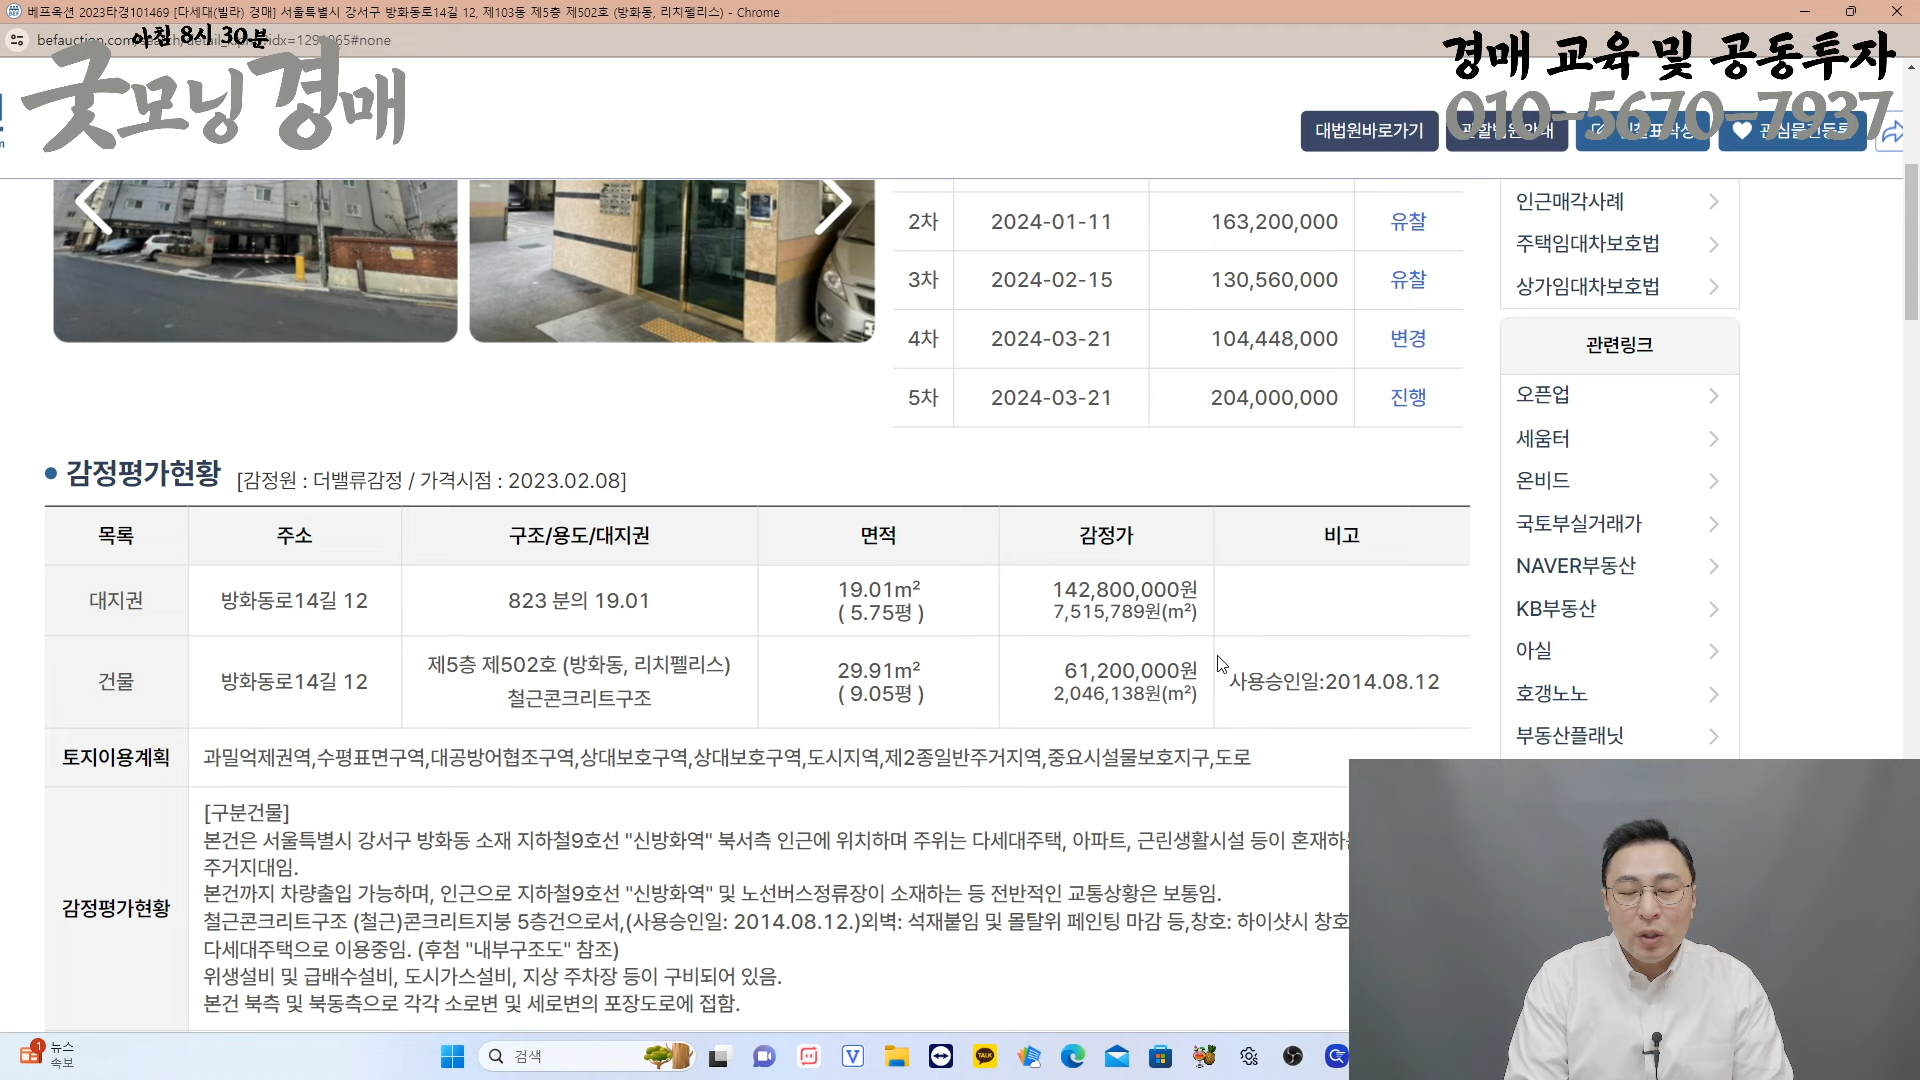 베프옥션 2023타경101469 [다세대(빌라) 경매] 서울특별시 강서구 방화동로14길 12, 제103동 제5층 제502호 (방화동, 리치펠리스) - Chrome
아침 8시 30분
굿모닝경매
경매 교육 및 공동투자
010-5670-7937
대법원바로가기
2차 2024-01-11 163,200,000 유찰
3차 2024-02-15 130,560,000 유찰
4차 2024-03-21 104,448,000 변경
5차 2024-03-21 204,000,000 진행
인근매각사례
주택임대차보호법
상가임대차보호법
관련링크
오픈업
세움터
온비드
국토부실거래가
NAVER부동산
KB부동산
아실
호갱노노
부동산플래닛
감정평가현황 [감정원 : 더밸류감정 / 가격시점 : 2023.02.08]
목록 주소 구조/용도/대지권 면적 감정가 비고
대지권 방화동로14길 12 823 분의 19.01 19.01m² ( 5.75평 ) 142,800,000원 7,515,789원(m²)
건물 방화동로14길 12 제5층 제502호 (방화동, 리치펠리스) 철근콘크리트구조 29.91m² ( 9.05평 ) 61,200,000원 2,046,138원(m²) 사용승인일:2014.08.12
토지이용계획 과밀억제권역,수평표면구역,대공방어협조구역,상대보호구역,상대보호구역,도시지역,제2종일반주거지역,중요시설물보호지구,도로
감정평가현황
[구분건물]
본건은 서울특별시 강서구 방화동 소재 지하철9호선 "신방화역" 북서측 인근에 위치하며 주위는 다세대주택, 아파트, 근린생활시설 등이 혼재하는
주거지대임.
본건까지 차량출입 가능하며, 인근으로 지하철9호선 "신방화역" 및 노선버스정류장이 소재하는 등 전반적인 교통상황은 보통임.
철근콘크리트구조 (철근)콘크리트지붕 5층건으로서,(사용승인일: 2014.08.12.)외벽: 석재붙임 및 몰탈위 페인팅 마감 등,창호: 하이샷시 창호
다세대주택으로 이용중임. (후첨 "내부구조도" 참조)
위생설비 및 급배수설비, 도시가스설비, 지상 주차장 등이 구비되어 있음.
본건 북측 및 북동측으로 각각 소로변 및 세로변의 포장도로에 접함.
1 뉴스
속보
검색
TALK